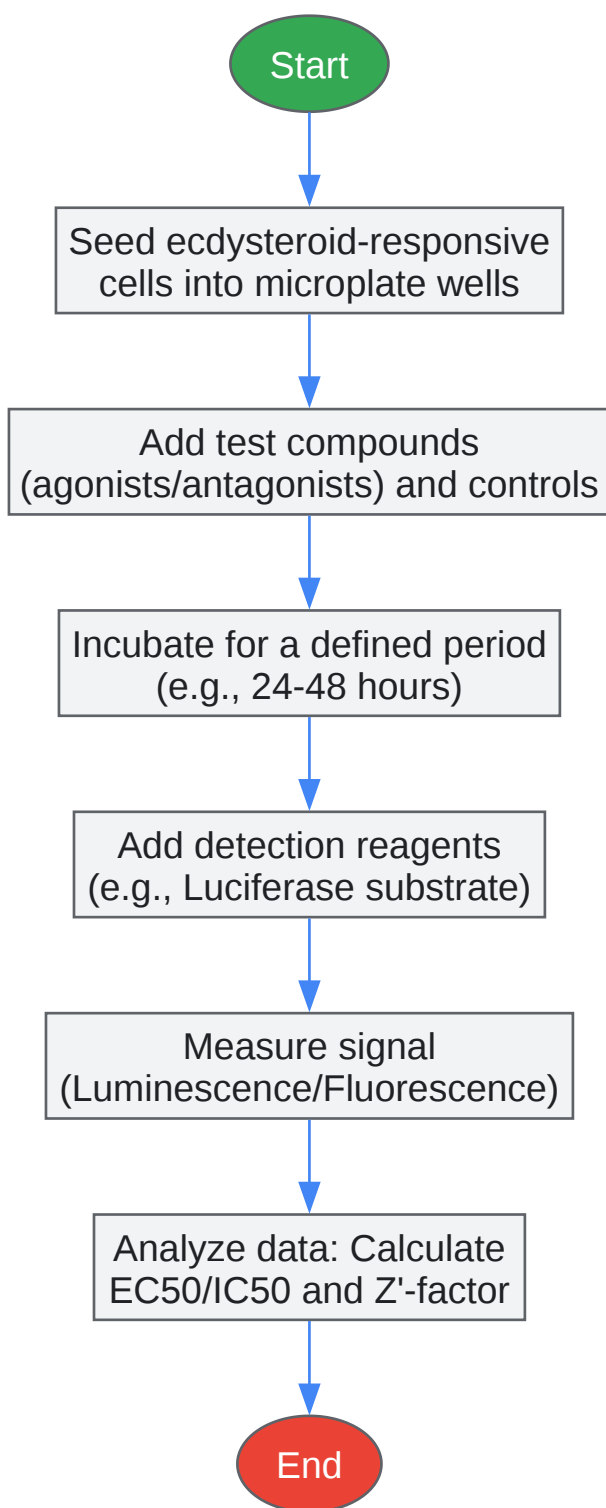 Start
Seed ecdysteroid-responsive
cells into microplate wells
Add test compounds
(agonists/antagonists) and controls
Incubate for a defined period
(e.g., 24-48 hours)
Add detection reagents
(e.g., Luciferase substrate)
Measure signal
(Luminescence/Fluorescence)
Analyze data: Calculate
EC50/IC50 and Z'-factor
End